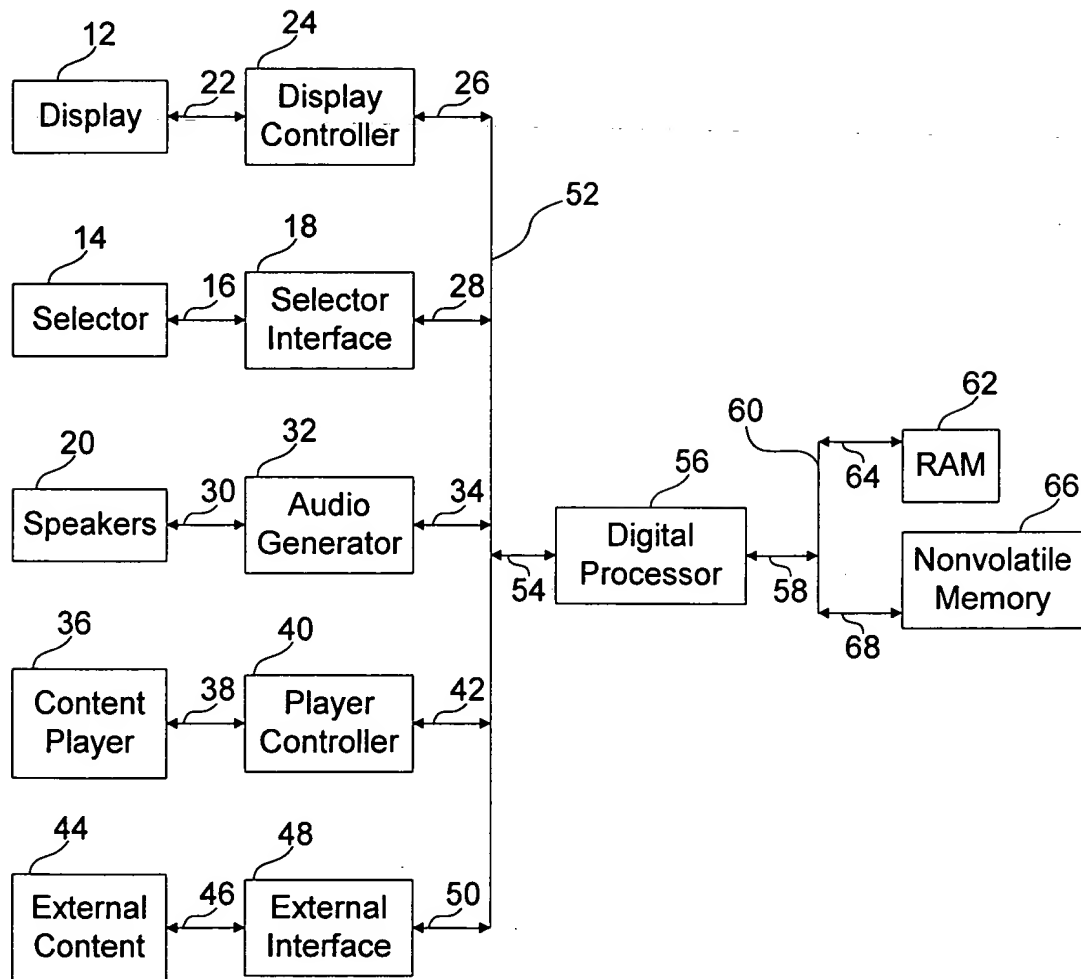 12
24
22
26
Display
Display
Controller
52
14
18
16
28
Selector
Selector
Interface
62
60
20
32
56
64
RAM
66
30
34
Speakers
Audio
Generator
Digital
Processor
Nonvolatile
Memory
54
58
68
36
40
38
42
Content
Player
Player
Controller
44
48
46
50
External
Content
External
Interface